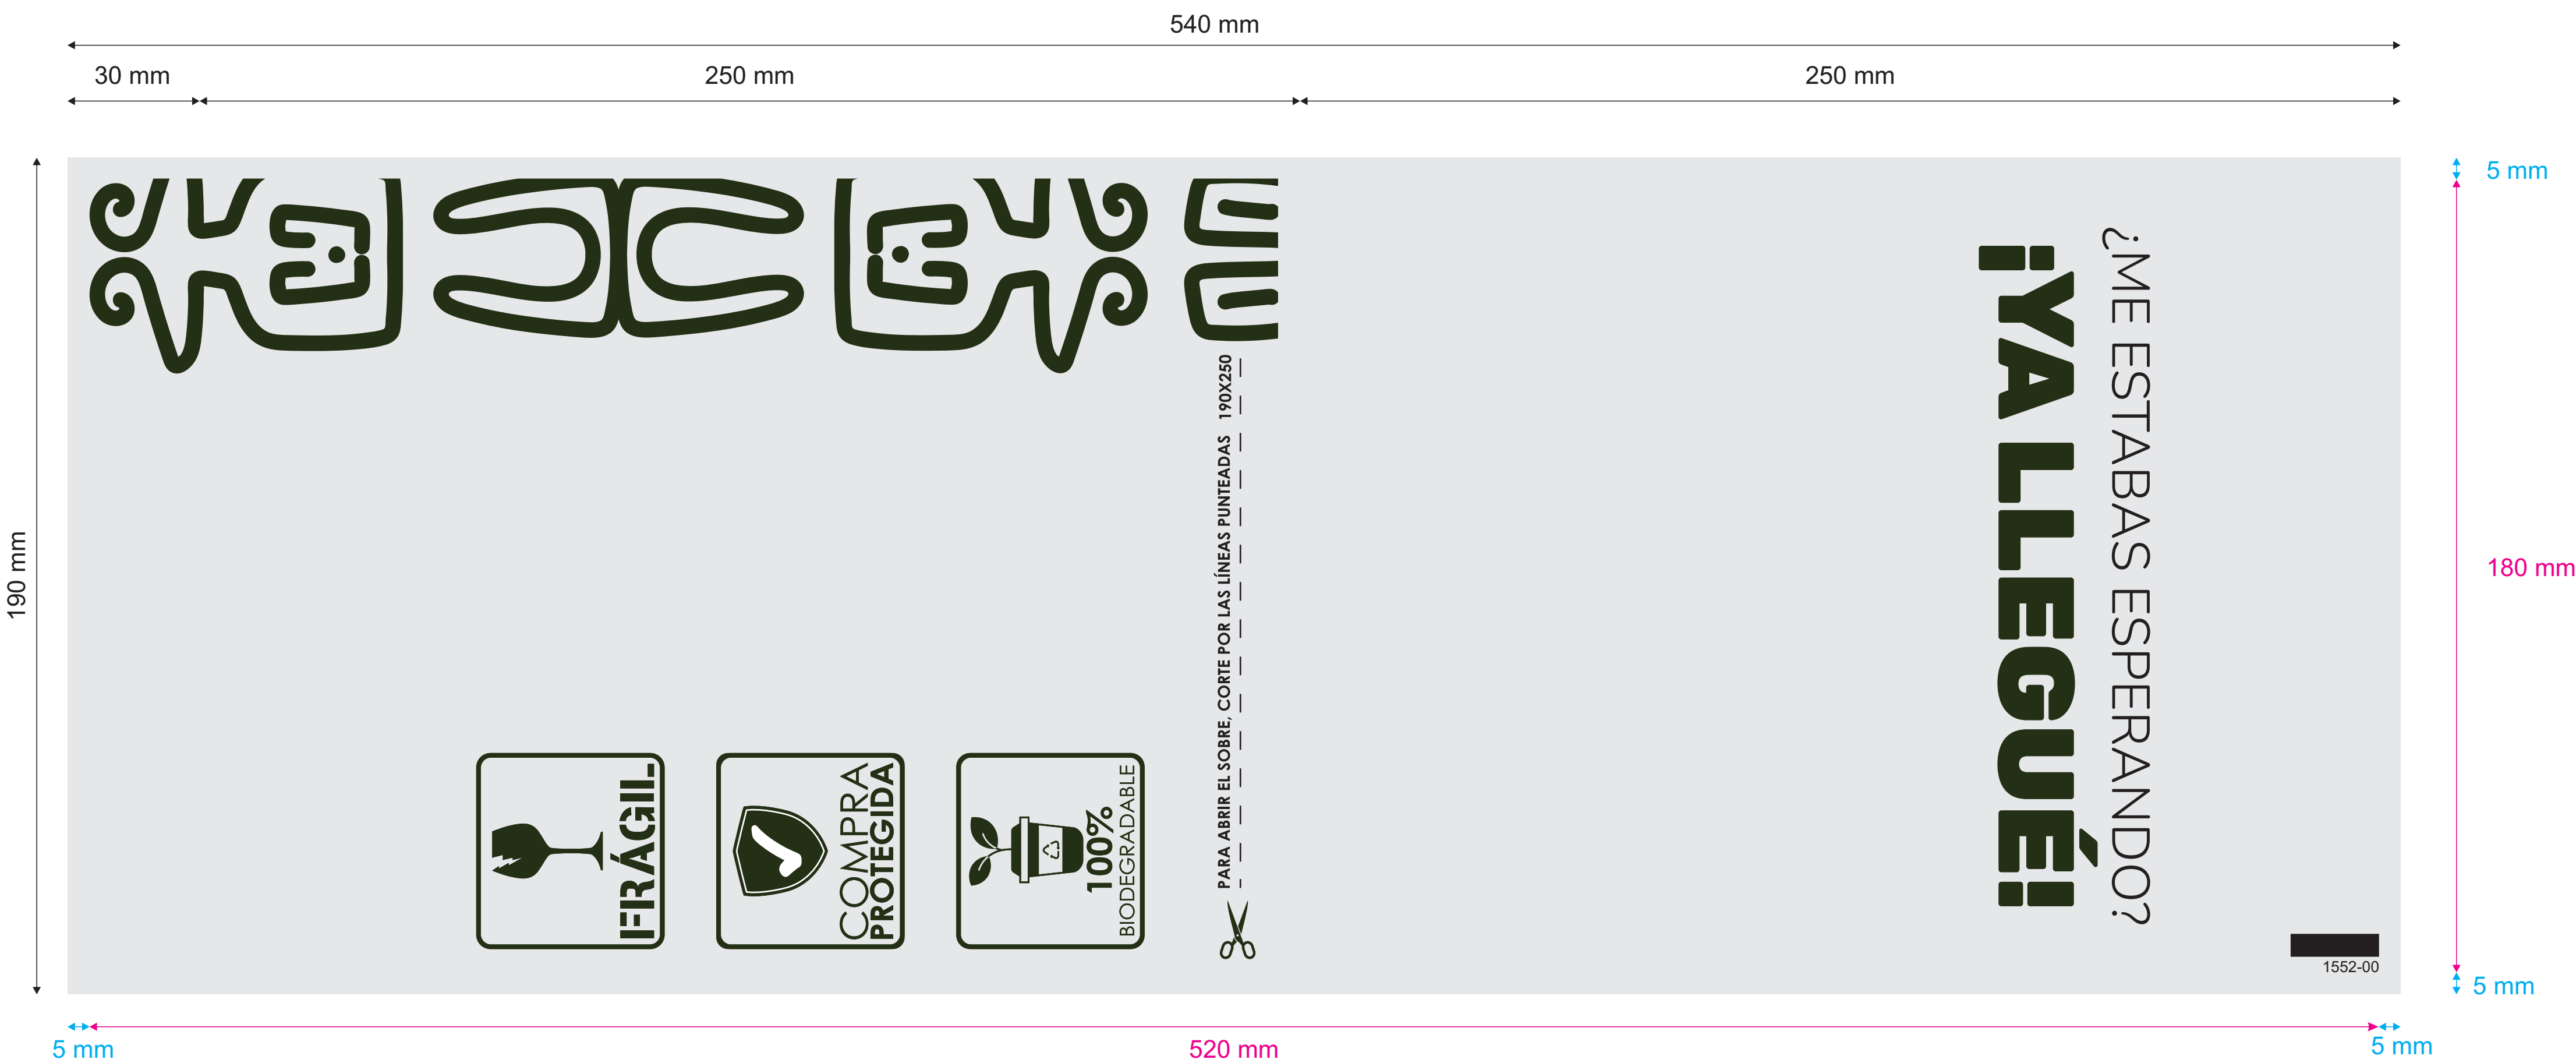 540 mm
30 mm
250 mm
250 mm
5 mm
190 mm
180 mm
190X250
PARA ABRIR EL SOBRE, CORTE POR LAS LÍNEAS PUNTEADAS
¿ME ESTABAS ESPERANDO?
¡YA LLEGUÉ!
FRÁGIL
COMPRA
PROTEGIDA
100%
BIODEGRADABLE
1552-00
5 mm
5 mm
520 mm
5 mm